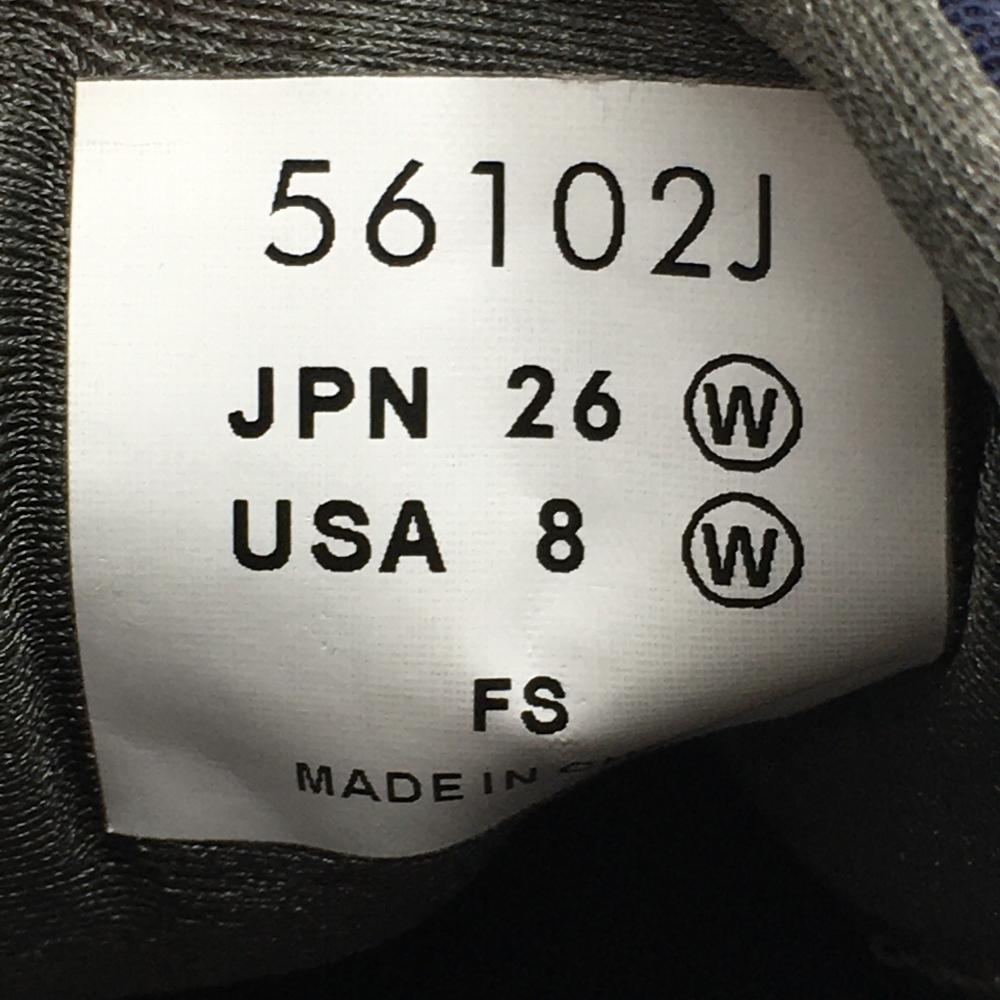 56102J
JPN 26 W
USA 8 W
FS
MADE IN